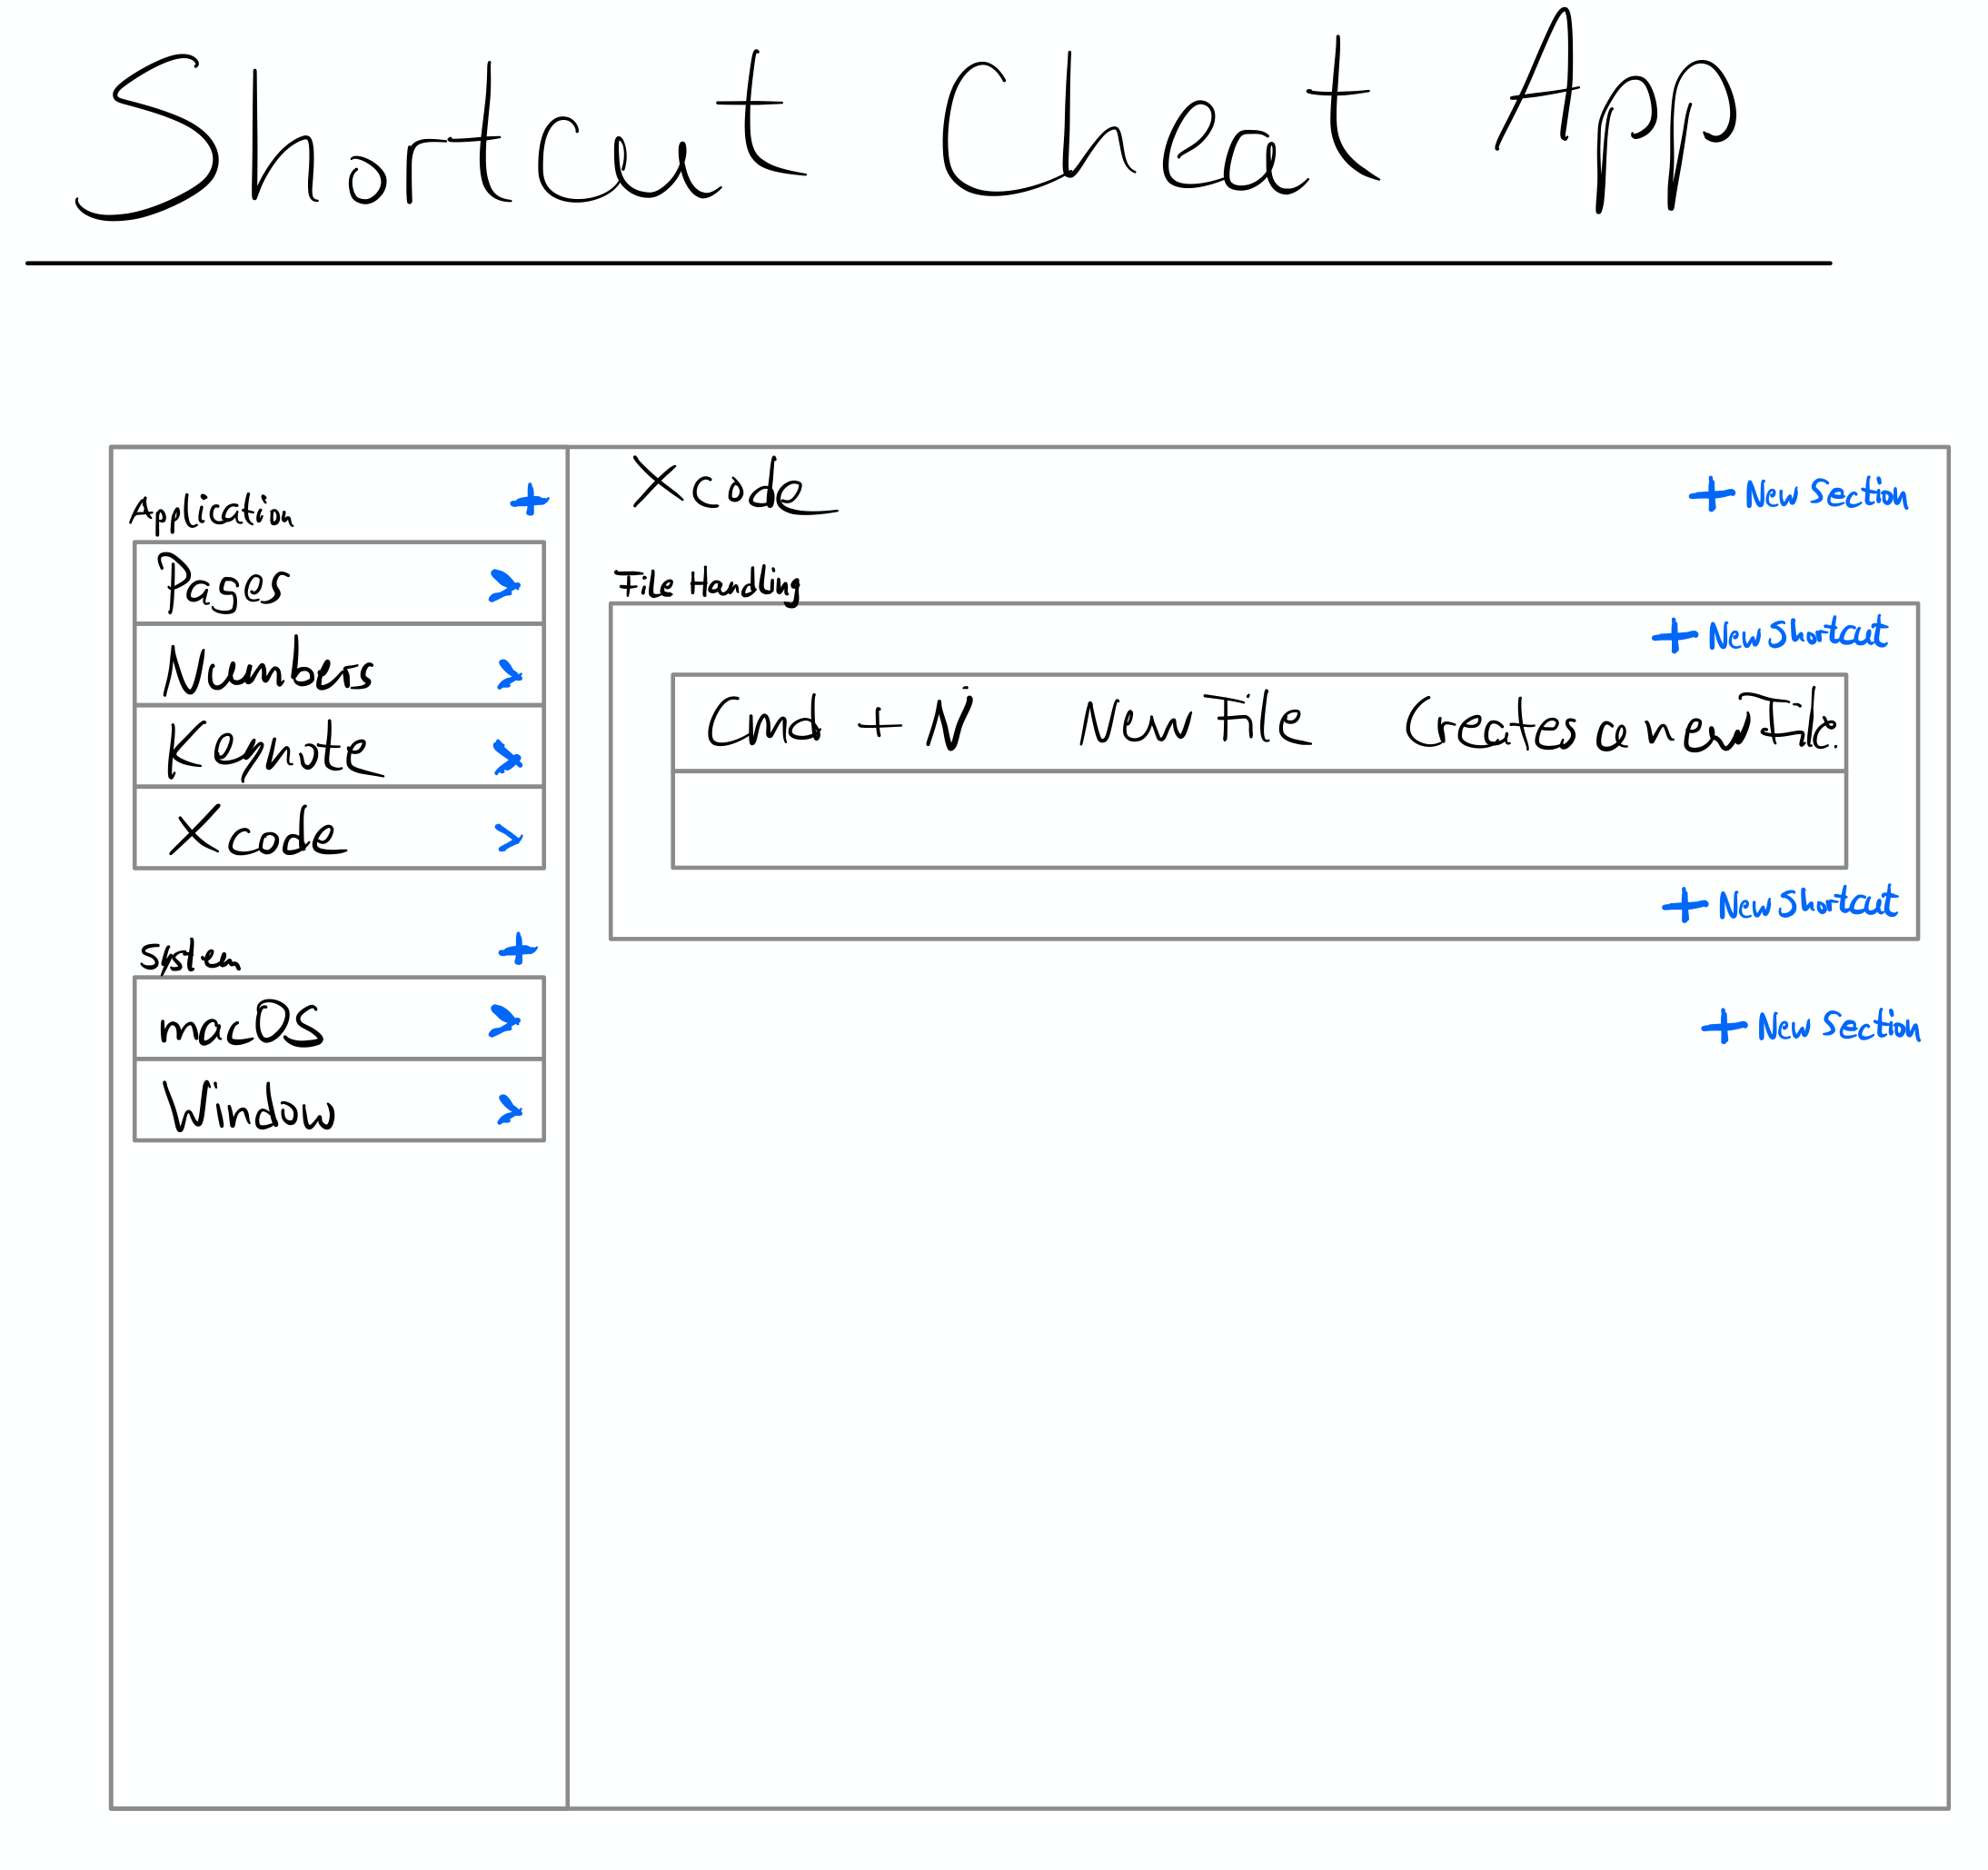 Shortcut Cheat App
Application +
Pages
Numbers
Keynote
Xcode
System +
macOS
Window
Xcode
+ New Section
File Handling
+ New Shortcut
Cmd + N New File Creates a new File.
+ New Shortcut
+ New Section